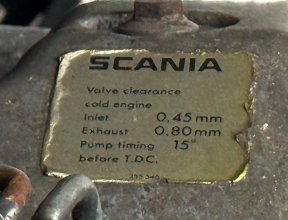 SCANIA
Valve clearance
cold engine
Inlet 0.45 mm
Exhaust 0.80 mm
Pump timing 15°
before T.D.C.